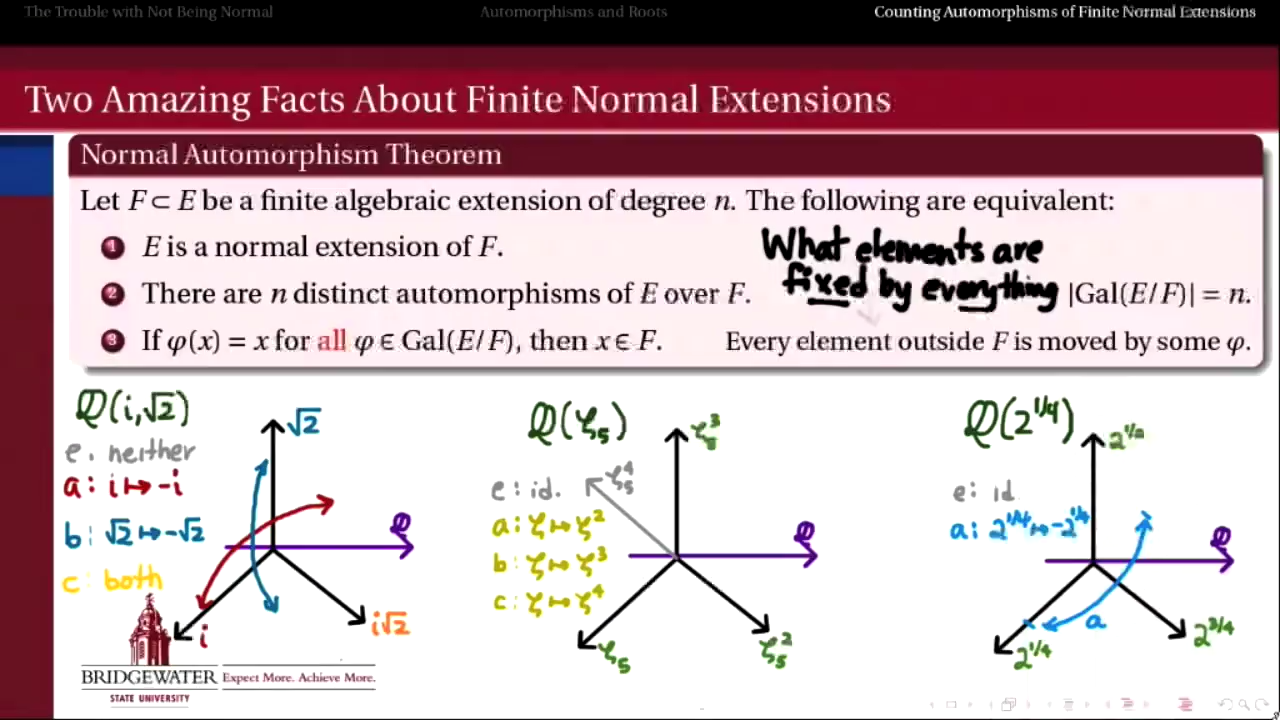 The Trouble with Not Being Normal
Automorphisms and Roots
Counting Automorphisms of Finite Normal Extensions
Two Amazing Facts About Finite Normal Extensions
Normal Automorphism Theorem
Let F ⊂ E be a finite algebraic extension of degree n. The following are equivalent:
1 E is a normal extension of F.
What elements are
fixed by everything
2 There are n distinct automorphisms of E over F. |Gal(E/F)| = n.
3 If φ(x) = x for all φ ∈ Gal(E/F), then x ∈ F. Every element outside F is moved by some φ.
ℚ(i,√2)
e: neither
a: i ↦ -i
b: √2 ↦ -√2
c: both
√2
ℚ
i√2
i
ℚ(ζ₅)
e: id.
a: ζ ↦ ζ²
b: ζ ↦ ζ³
c: ζ ↦ ζ⁴
ζ₅³
ζ₅⁴
ℚ
ζ₅²
ζ₅
ℚ(2^1/4)
e: id
a: 2^1/4 ↦ -2^1/4
2^1/2
ℚ
a
2^3/4
2^1/4
BRIDGEWATER
STATE UNIVERSITY
Expect More. Achieve More.